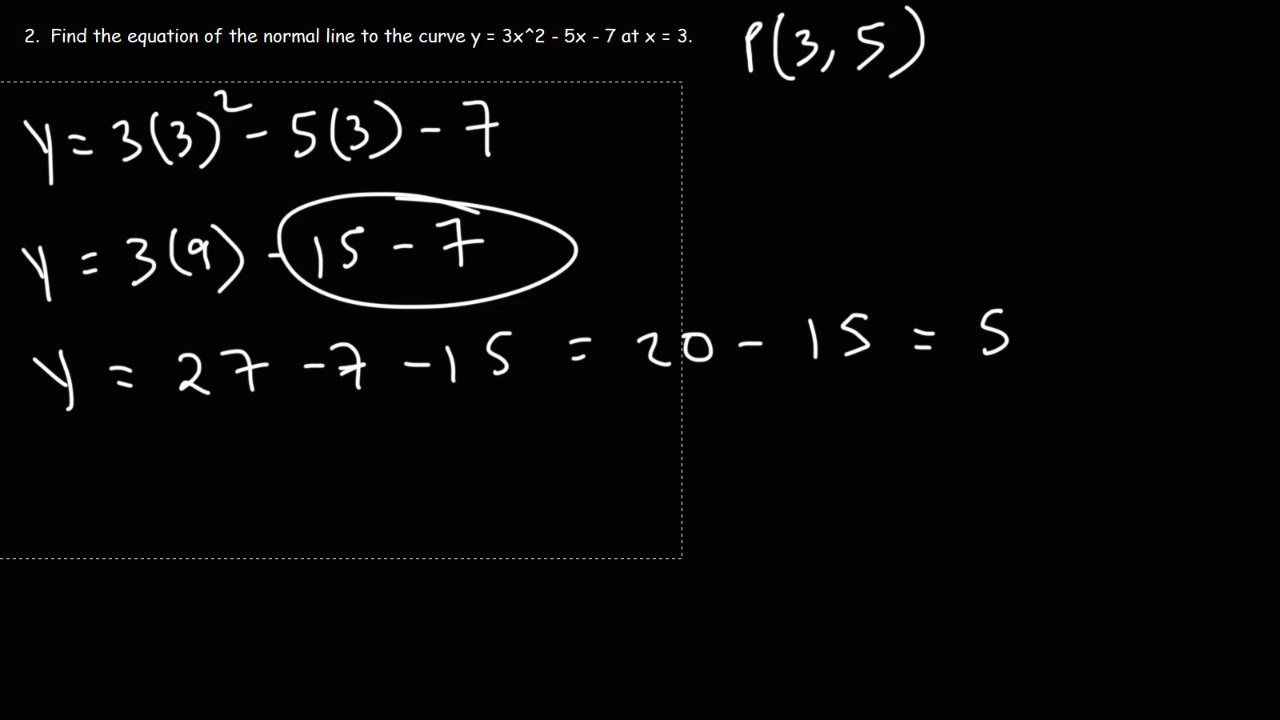 2. Find the equation of the normal line to the curve y = 3x^2 - 5x - 7 at x = 3.
P(3, 5)
y = 3(3)² - 5(3) - 7
y = 3(9) - 15 - 7
y = 27 - 7 - 15 = 20 - 15 = 5